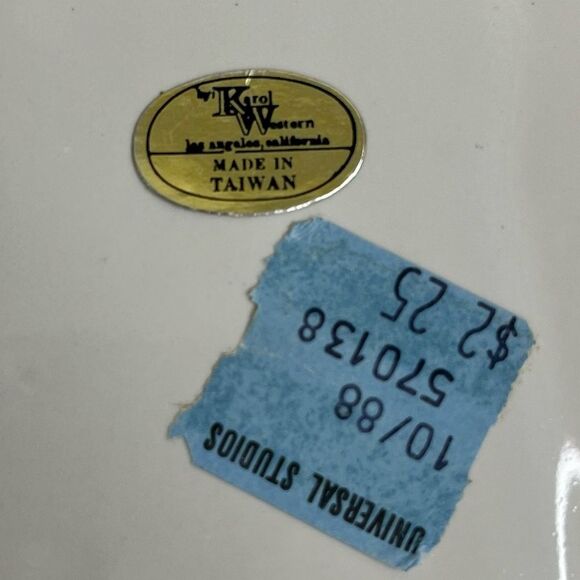 by: Karol
Western
los angeles, california
MADE IN
TAIWAN
UNIVERSAL STUDIOS
10/88
570138
$2 25